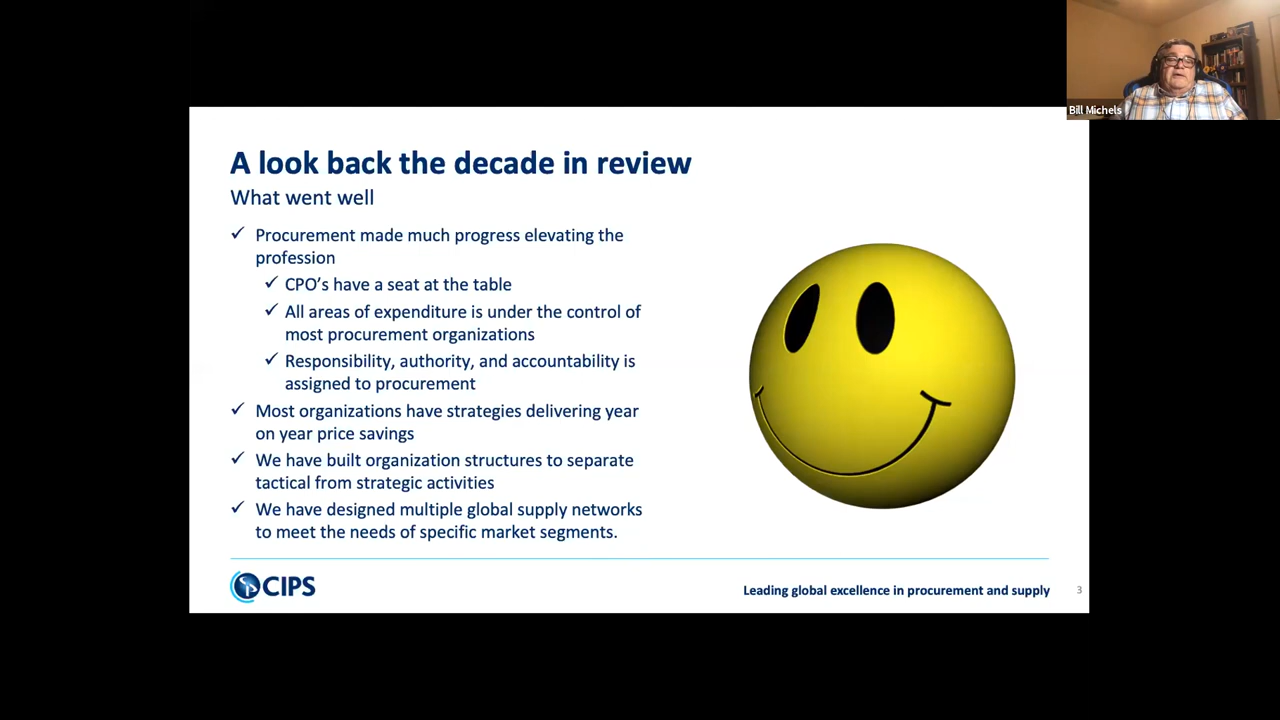 Bill Michels
A look back the decade in review
What went well
✓ Procurement made much progress elevating the
profession
✓ CPO's have a seat at the table
✓ All areas of expenditure is under the control of
most procurement organizations
✓ Responsibility, authority, and accountability is
assigned to procurement
✓ Most organizations have strategies delivering year
on year price savings
✓ We have built organization structures to separate
tactical from strategic activities
✓ We have designed multiple global supply networks
to meet the needs of specific market segments.
CIPS
Leading global excellence in procurement and supply
3